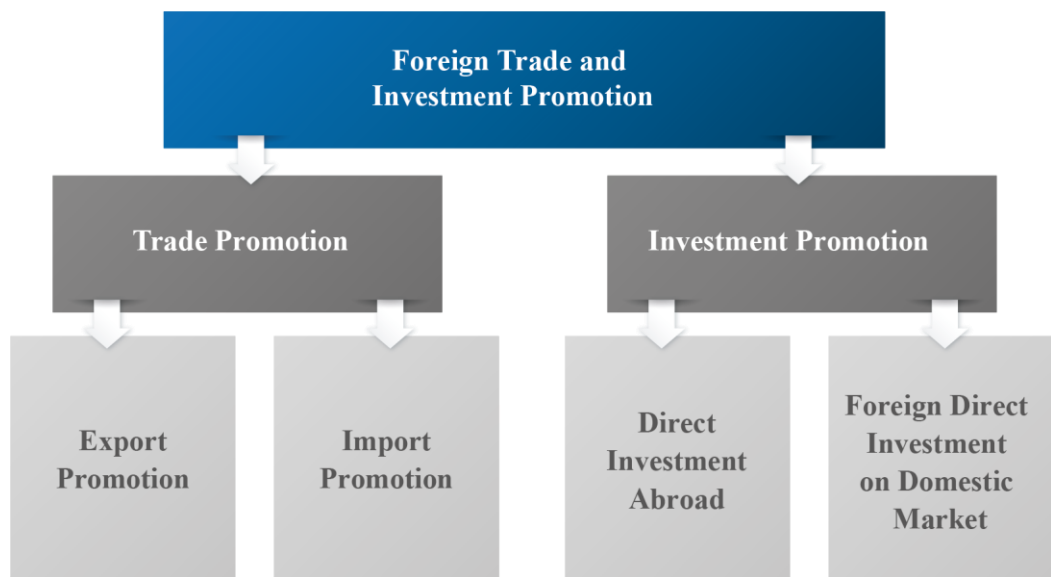 Foreign Trade and
Investment Promotion
Trade Promotion
Investment Promotion
Export
Promotion
Import
Promotion
Direct
Investment
Abroad
Foreign Direct
Investment
on Domestic
Market